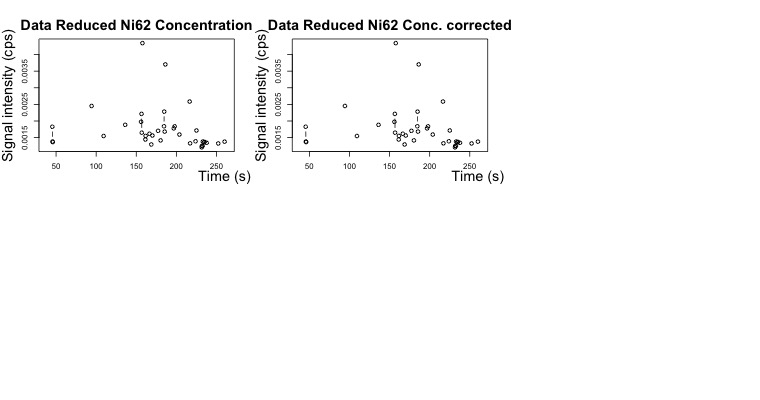 Data Reduced Ni62 Concentration
Signal intensity (cps)
0.0035
0.0025
0.0015
50 100 150 200 250
Time (s)
Data Reduced Ni62 Conc. corrected
Signal intensity (cps)
0.0035
0.0025
0.0015
50 100 150 200 250
Time (s)